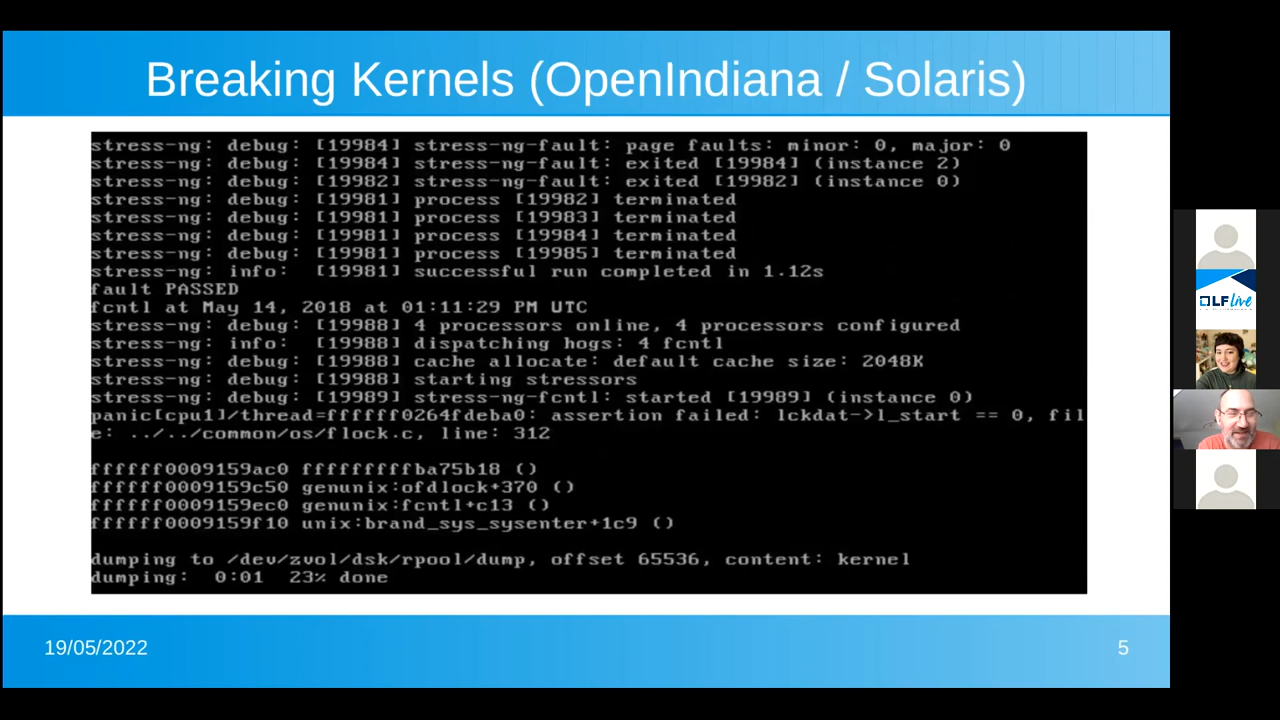 Breaking Kernels (OpenIndiana / Solaris)
stress-ng: debug: [19984] stress-ng-fault: page faults: minor: 0, major: 0
stress-ng: debug: [19984] stress-ng-fault: exited [19984] (instance 2)
stress-ng: debug: [19982] stress-ng-fault: exited [19982] (instance 0)
stress-ng: debug: [19981] process [19982] terminated
stress-ng: debug: [19981] process [19983] terminated
stress-ng: debug: [19981] process [19984] terminated
stress-ng: debug: [19981] process [19985] terminated
stress-ng: info:  [19981] successful run completed in 1.12s
fault PASSED
fcntl at May 14, 2018 at 01:11:29 PM UTC
stress-ng: debug: [19988] 4 processors online, 4 processors configured
stress-ng: info:  [19988] dispatching hogs: 4 fcntl
stress-ng: debug: [19988] cache allocate: default cache size: 2048K
stress-ng: debug: [19988] starting stressors
stress-ng: debug: [19989] stress-ng-fcntl: started [19989] (instance 0)
panic[cpu1]/thread=ffffff0264fdeba0: assertion failed: lckdat->l_start == 0, fil
e: ../../common/os/flock.c, line: 312
ffffff0009159ac0 fffffffffba75b18 ()
ffffff0009159c50 genunix:ofdlock+370 ()
ffffff0009159ec0 genunix:fcntl+c13 ()
ffffff0009159f10 unix:brand_sys_sysenter+1c9 ()
dumping to /dev/zvol/dsk/rpool/dump, offset 65536, content: kernel
dumping:  0:01  23% done
19/05/2022
5
LF live